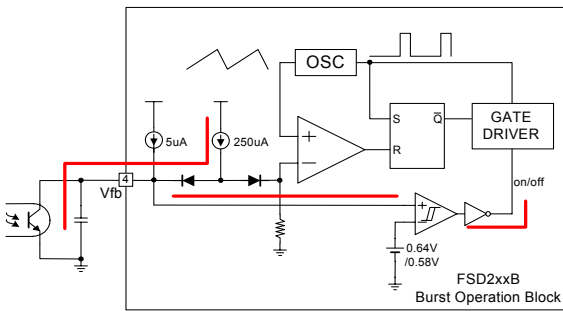 OSC
5uA
250uA
+
−
S
Q
R
GATE
DRIVER
4
Vfb
on/off
+
−
0.64V
/0.58V
FSD2xxB
Burst Operation Block